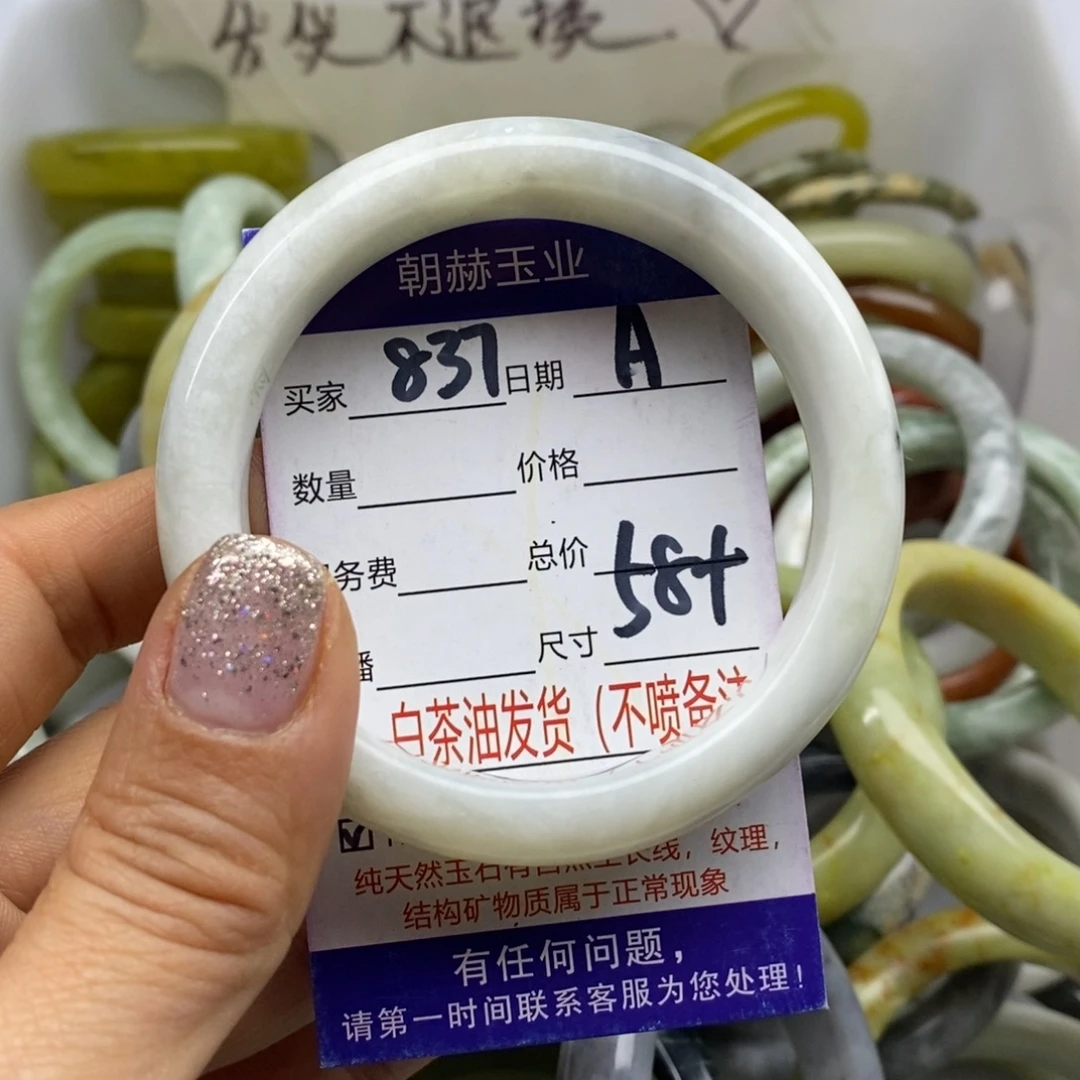 不退换
朝赫玉业
买家 837 日期 A
数量 价格
务费 总价 584
播 尺寸
白茶油发货（不喷备注
纯天然玉石有自然生长线，纹理，
结构矿物质属于正常现象
有任何问题，
请第一时间联系客服为您处理！